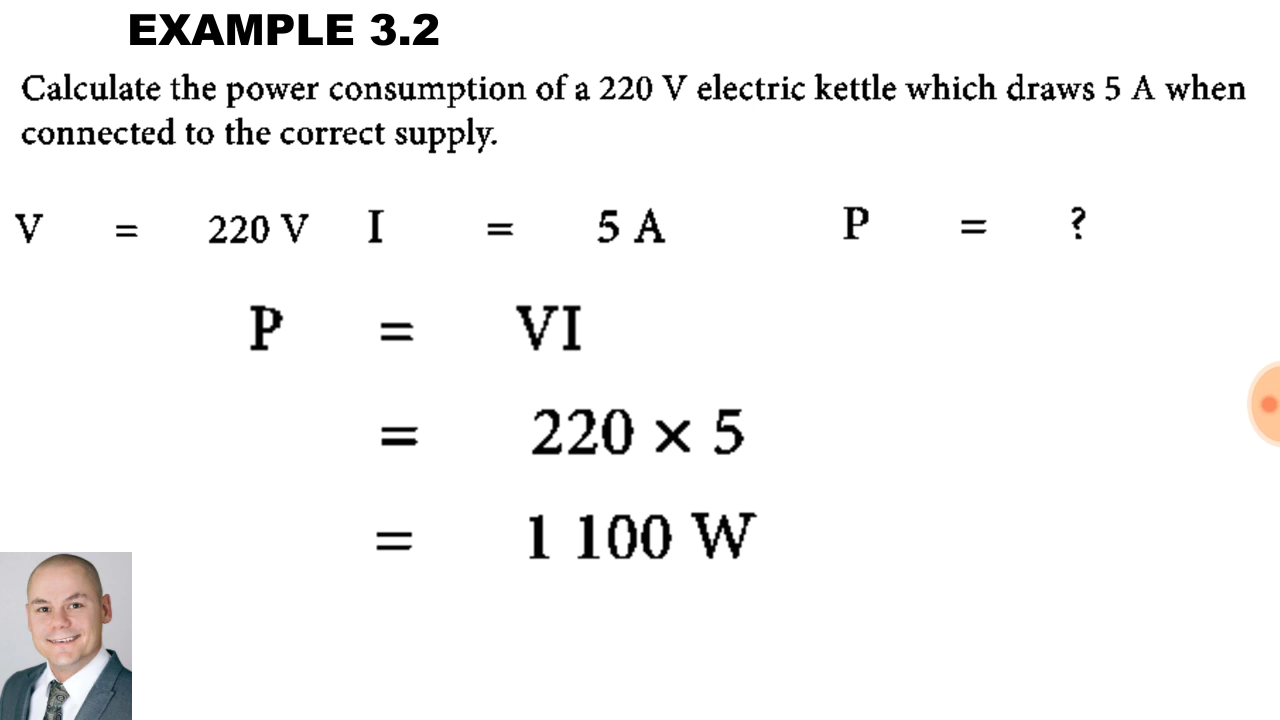 EXAMPLE 3.2
Calculate the power consumption of a 220 V electric kettle which draws 5 A when
connected to the correct supply.
V = 220 V I = 5 A P = ?
P = VI
= 220 × 5
= 1 100 W